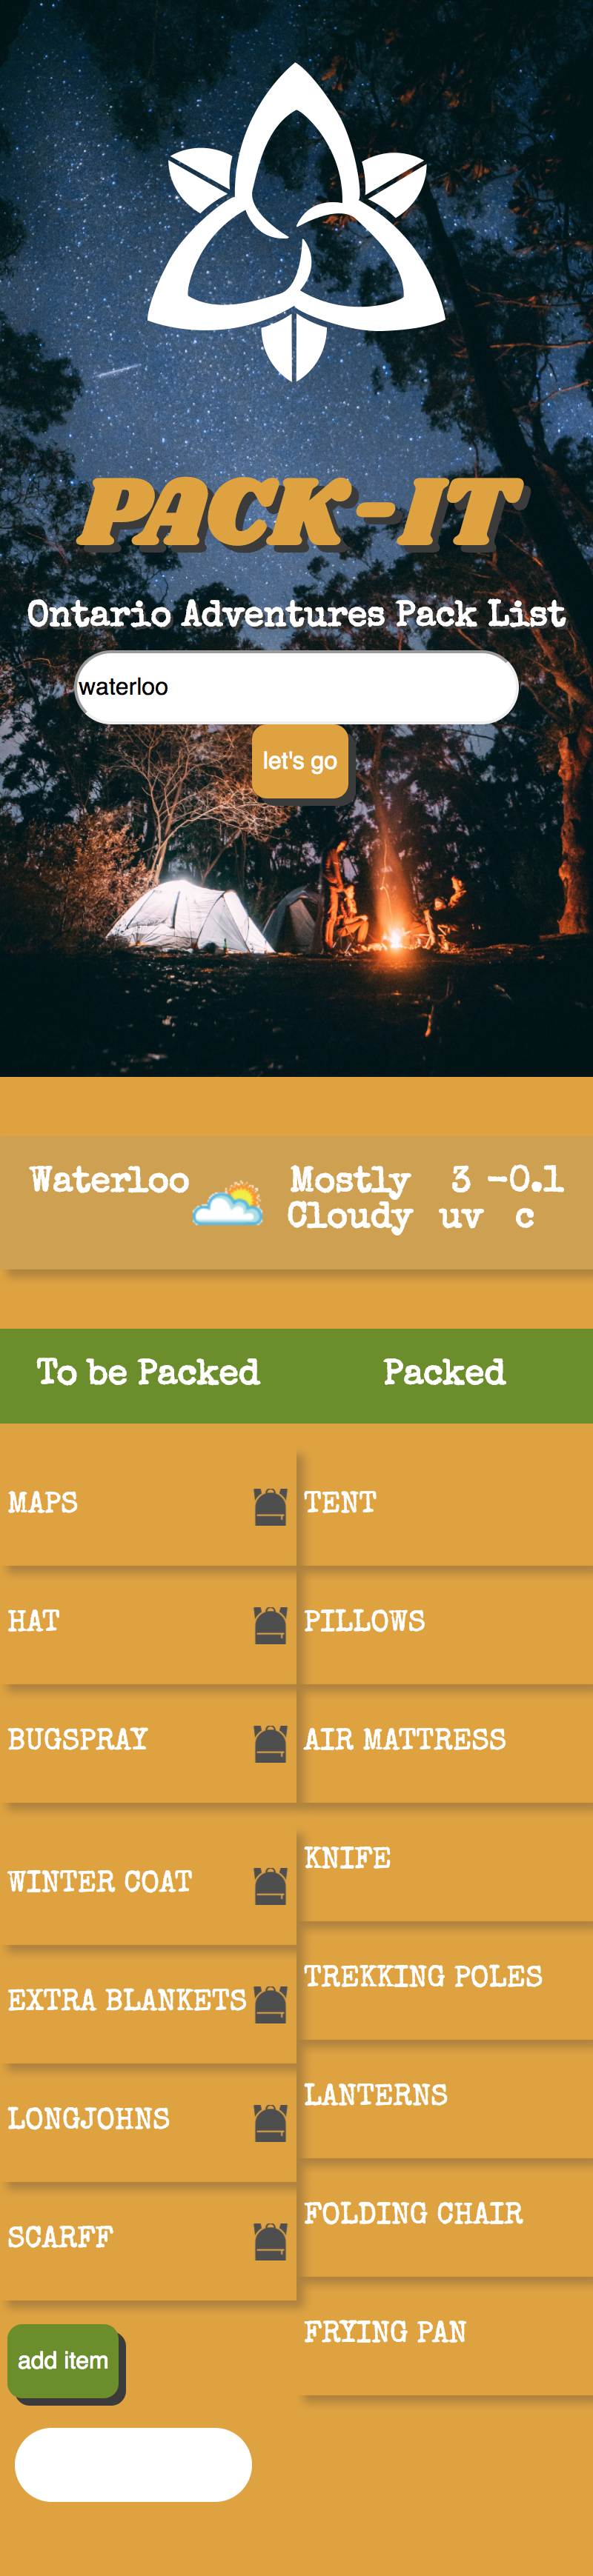 PACK-IT
Ontario Adventures Pack List
waterloo
let's go
Waterloo Mostly 3 -0.1
Cloudy uv c
To be Packed Packed
MAPS
HAT
BUGSPRAY
WINTER COAT
EXTRA BLANKETS
LONGJOHNS
SCARFF
add item
TENT
PILLOWS
AIR MATTRESS
KNIFE
TREKKING POLES
LANTERNS
FOLDING CHAIR
FRYING PAN